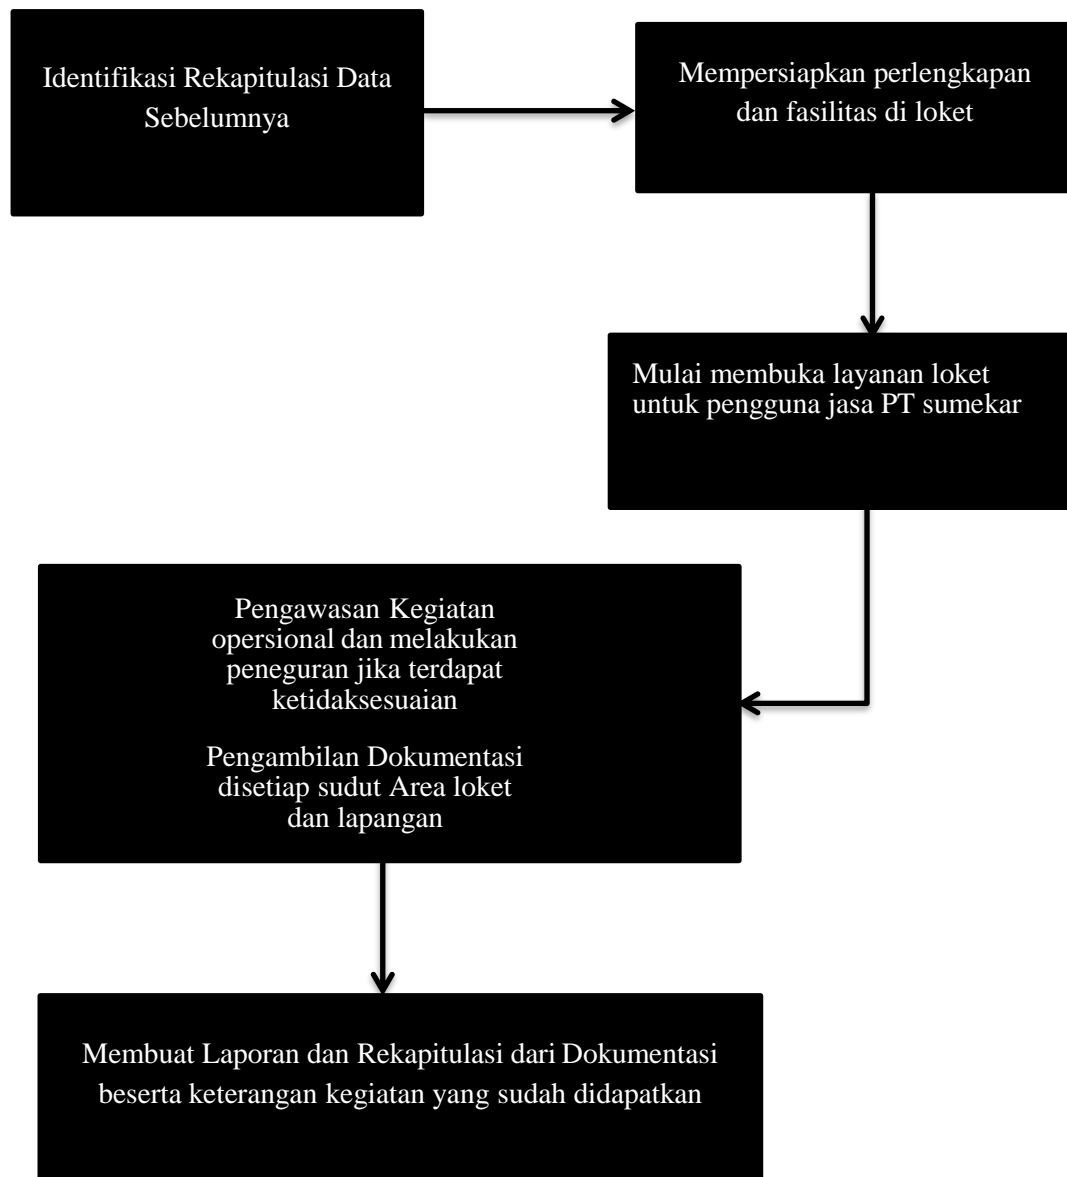 Identifikasi Rekapitulasi Data
Sebelumnya
Mempersiapkan perlengkapan
dan fasilitas di loket
Mulai membuka layanan loket
untuk pengguna jasa PT sumekar
Pengawasan Kegiatan
opersional dan melakukan
peneguran jika terdapat
ketidaksesuaian
Pengambilan Dokumentasi
disetiap sudut Area loket
dan lapangan
Membuat Laporan dan Rekapitulasi dari Dokumentasi
beserta keterangan kegiatan yang sudah didapatkan